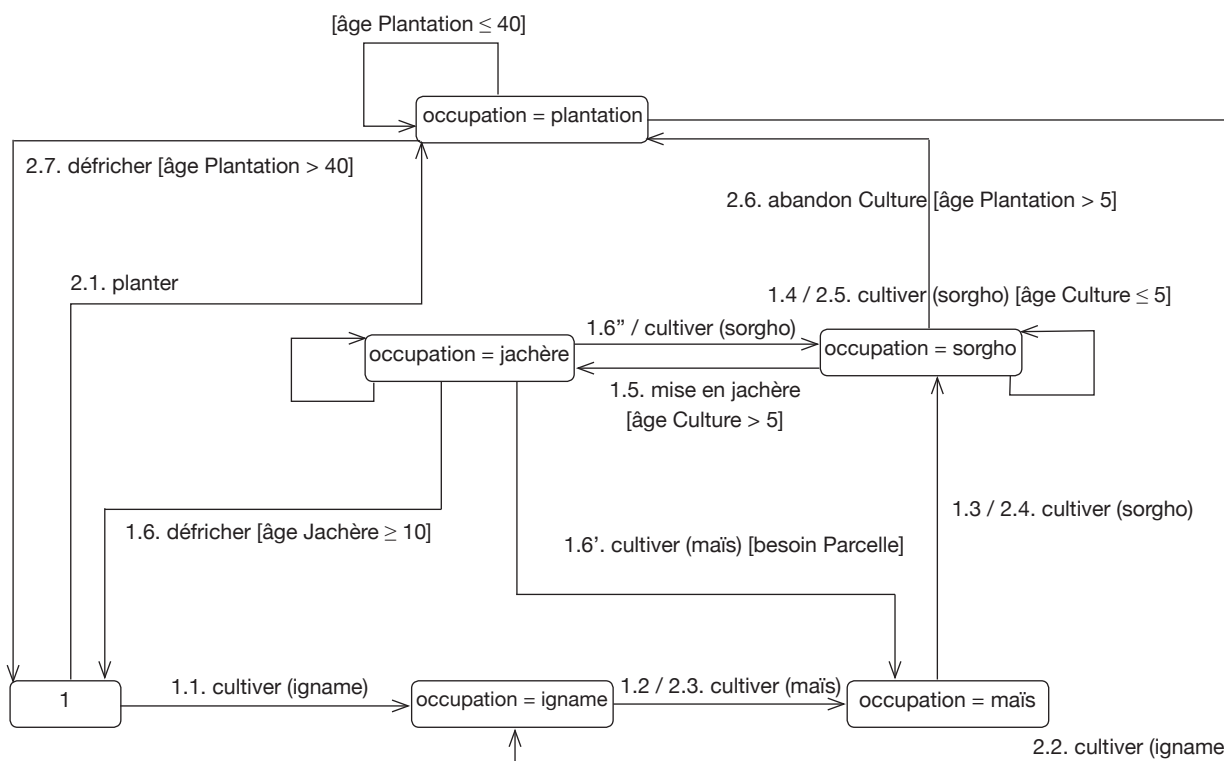 [âge Plantation ≤ 40]
occupation = plantation
2.7. défricher [âge Plantation > 40]
2.6. abandon Culture [âge Plantation > 5]
2.1. planter
1.4 / 2.5. cultiver (sorgho) [âge Culture ≤ 5]
1.6” / cultiver (sorgho)
occupation = jachère
occupation = sorgho
1.5. mise en jachère
[âge Culture > 5]
1.3 / 2.4. cultiver (sorgho)
1.6. défricher [âge Jachère ≥ 10]
1.6’. cultiver (maïs) [besoin Parcelle]
1.1. cultiver (igname)
1.2 / 2.3. cultiver (maïs)
1
occupation = igname
occupation = maïs
2.2. cultiver (igname